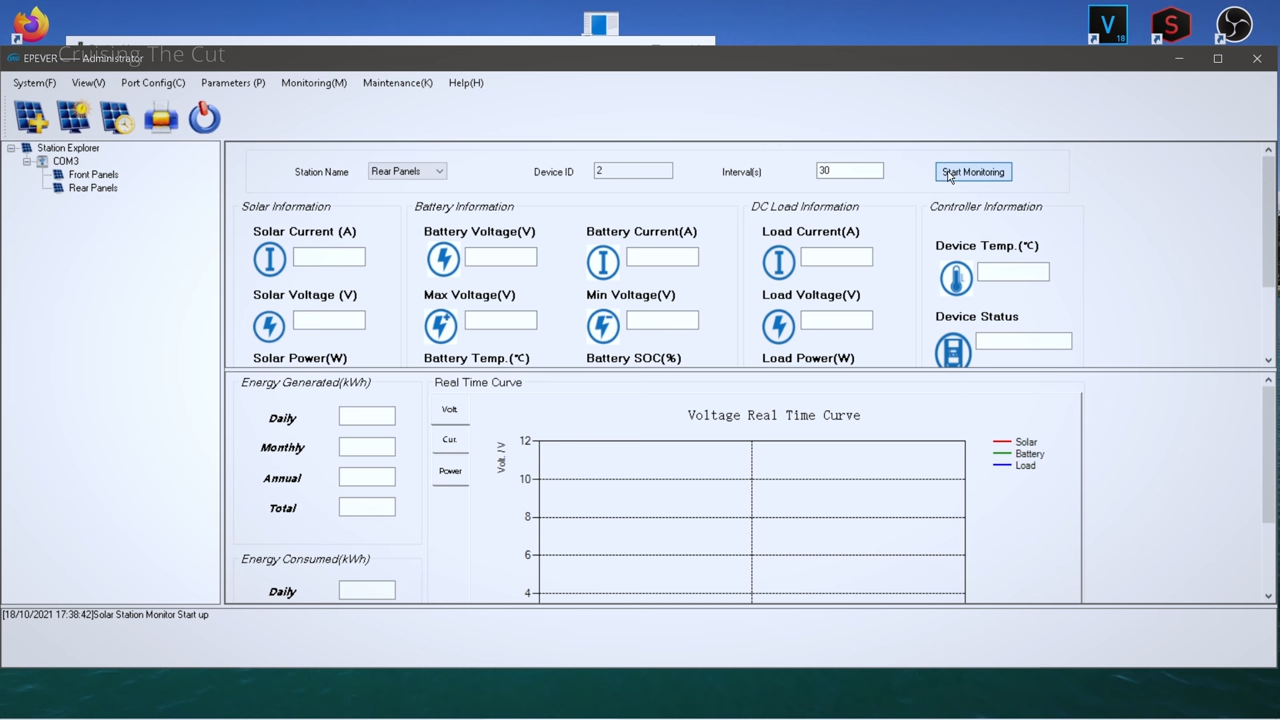 V
18
S
Cruising The Cut
EPEVER
Administrator
System(F) View(V) Port Config(C) Parameters (P) Monitoring(M) Maintenance(K) Help(H)
Station Explorer
COM3
Front Panels
Rear Panels
Station Name Rear Panels Device ID 2 Interval(s) 30 Start Monitoring
Solar Information Battery Information DC Load Information Controller Information
Solar Current (A) Battery Voltage(V) Battery Current(A) Load Current(A)
Device Temp.(℃)
Solar Voltage (V) Max Voltage(V) Min Voltage(V) Load Voltage(V)
Device Status
Solar Power(W) Battery Temp.(℃) Battery SOC(%) Load Power(W)
Energy Generated(kWh) Real Time Curve
Daily
Monthly
Annual
Total
Volt.
Cur.
Power
Voltage Real Time Curve
Volt. / V
12
10
8
6
4
Solar
Battery
Load
Energy Consumed(kWh)
Daily
[18/10/2021 17:38:42]Solar Station Monitor Start up